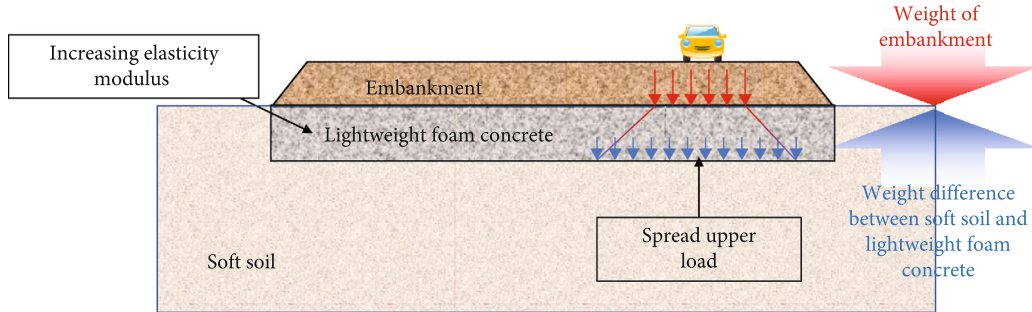 Increasing elasticity
modulus
Embankment
Lightweight foam concrete
Soft soil
Spread upper
load
Weight of
embankment
Weight difference
between soft soil and
lightweight foam
concrete